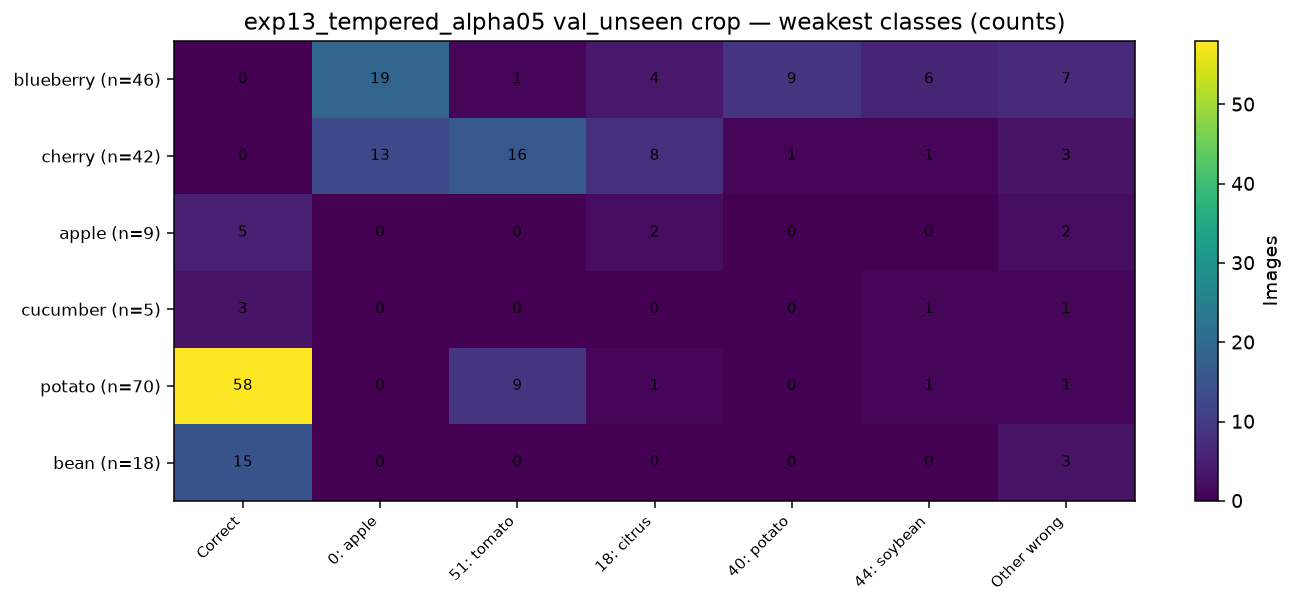 exp13_tempered_alpha05 val_unseen crop — weakest classes (counts)
blueberry (n=46) 0 19 1 4 9 6 7
cherry (n=42) 0 13 16 8 1 1 3
apple (n=9) 5 0 0 2 0 0 2
cucumber (n=5) 3 0 0 0 0 1 1
potato (n=70) 58 0 9 1 0 1 1
bean (n=18) 15 0 0 0 0 0 3
Correct 0: apple 51: tomato 18: citrus 40: potato 44: soybean Other wrong
50
40
30
20
10
0
Images